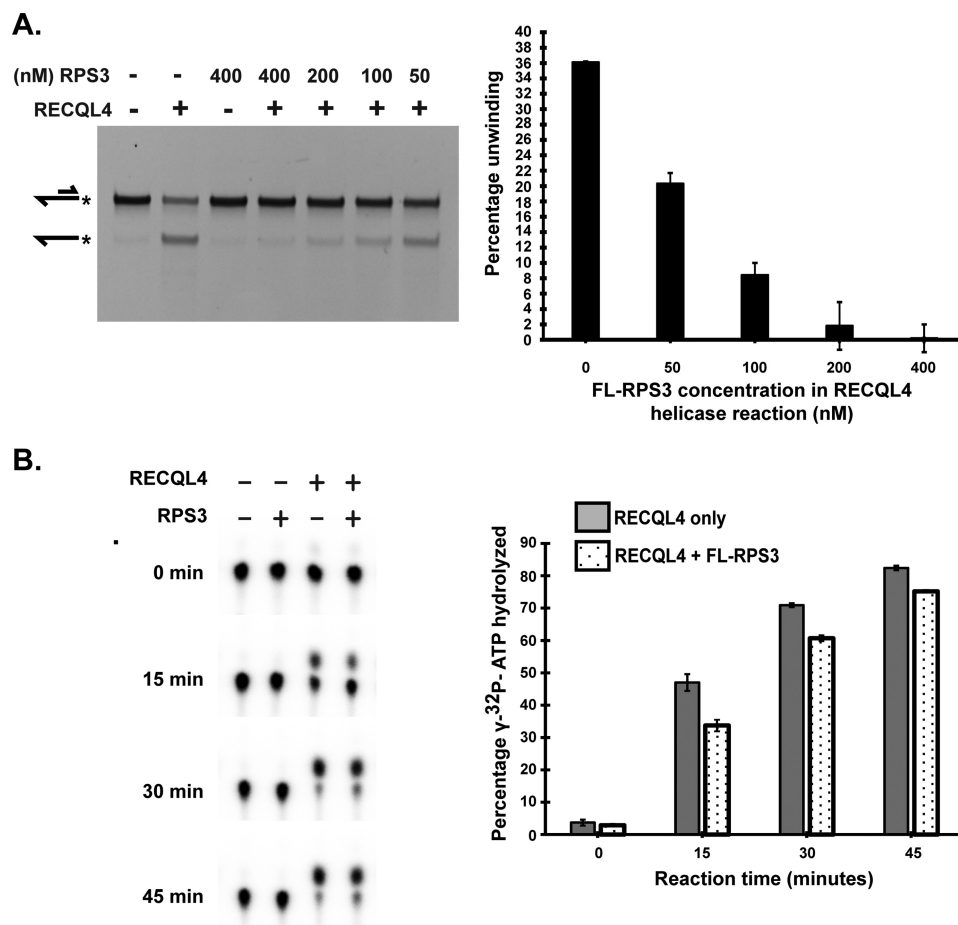 A.
(nM) RPS3 - - 400 400 200 100 50
RECQL4 - + - + + + +
*
*
Percentage unwinding
40
38
36
34
32
30
28
26
24
22
20
18
16
14
12
10
8
6
4
2
0
0 50 100 200 400
FL-RPS3 concentration in RECQL4
helicase reaction (nM)
B.
RECQL4 - - + +
RPS3 - + - +
0 min
15 min
30 min
45 min
RECQL4 only
RECQL4 + FL-RPS3
Percentage γ-³²P- ATP hydrolyzed
90
80
70
60
50
40
30
20
10
0
0 15 30 45
Reaction time (minutes)